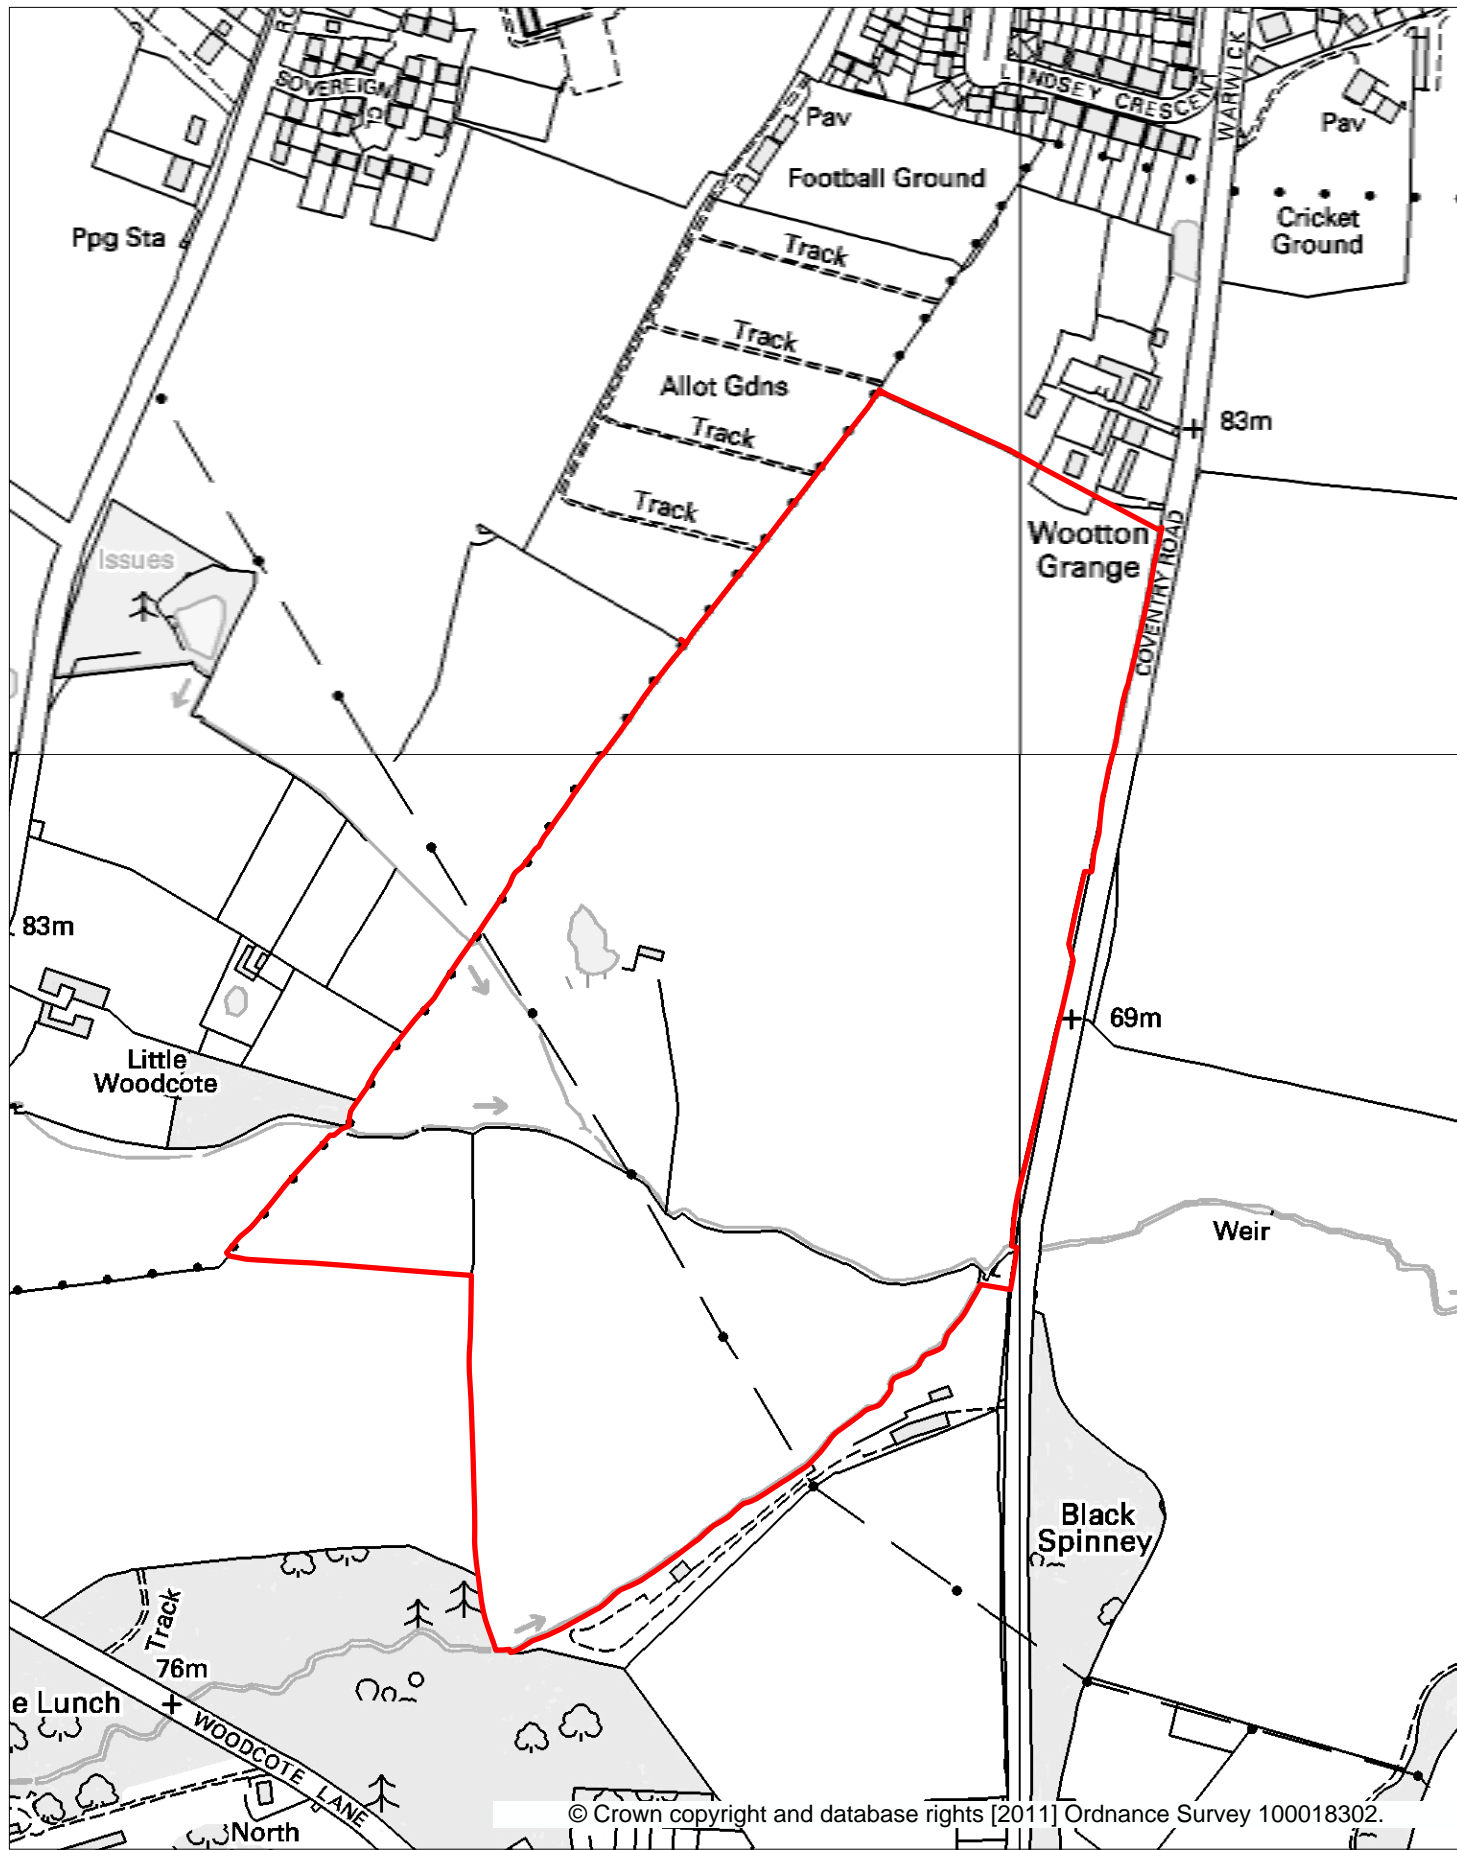 SOVEREIGN CL
LINDSEY CRESCENT
WARWICK
Pav
Pav
Football Ground
Cricket
Ground
Ppg Sta
Track
Track
Allot Gdns
Track
Track
83m
Wootton
Grange
COVENTRY ROAD
Issues
83m
69m
Little
Woodcote
Weir
Black
Spinney
Track
76m
e Lunch
WOODCOTE LANE
North
© Crown copyright and database rights [2011] Ordnance Survey 100018302.